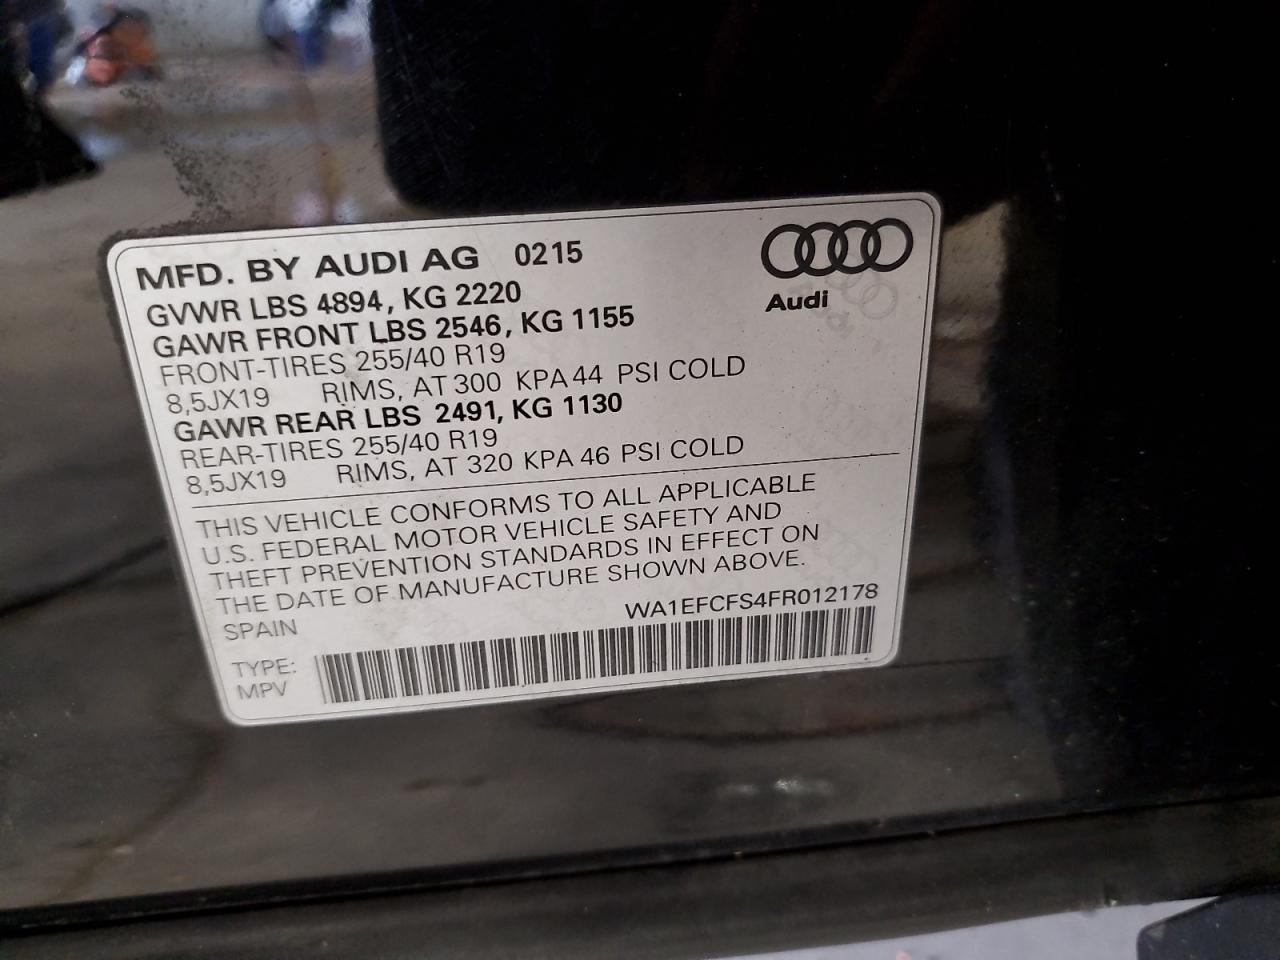 MFD. BY AUDI AG 0215
Audi
GVWR LBS 4894, KG 2220
GAWR FRONT LBS 2546, KG 1155
FRONT-TIRES 255/40 R19
8,5JX19 RIMS, AT 300 KPA 44 PSI COLD
GAWR REAR LBS 2491, KG 1130
REAR-TIRES 255/40 R19
8,5JX19 RIMS, AT 320 KPA 46 PSI COLD
THIS VEHICLE CONFORMS TO ALL APPLICABLE
U.S. FEDERAL MOTOR VEHICLE SAFETY AND
THEFT PREVENTION STANDARDS IN EFFECT ON
THE DATE OF MANUFACTURE SHOWN ABOVE.
SPAIN WA1EFCFS4FR012178
TYPE:
MPV